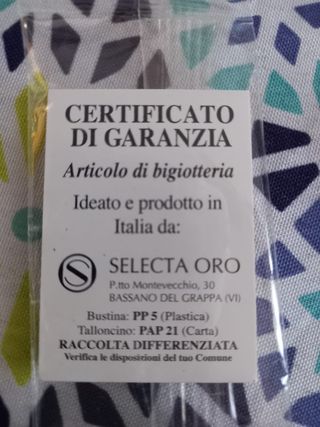 CERTIFICATO
DI GARANZIA
Articolo di bigiotteria
Ideato e prodotto in
Italia da:
S SELECTA ORO
P.tto Montevecchio, 30
BASSANO DEL GRAPPA (VI)
Bustina: PP 5 (Plastica)
Talloncino: PAP 21 (Carta)
RACCOLTA DIFFERENZIATA
Verifica le disposizioni del tuo Comune